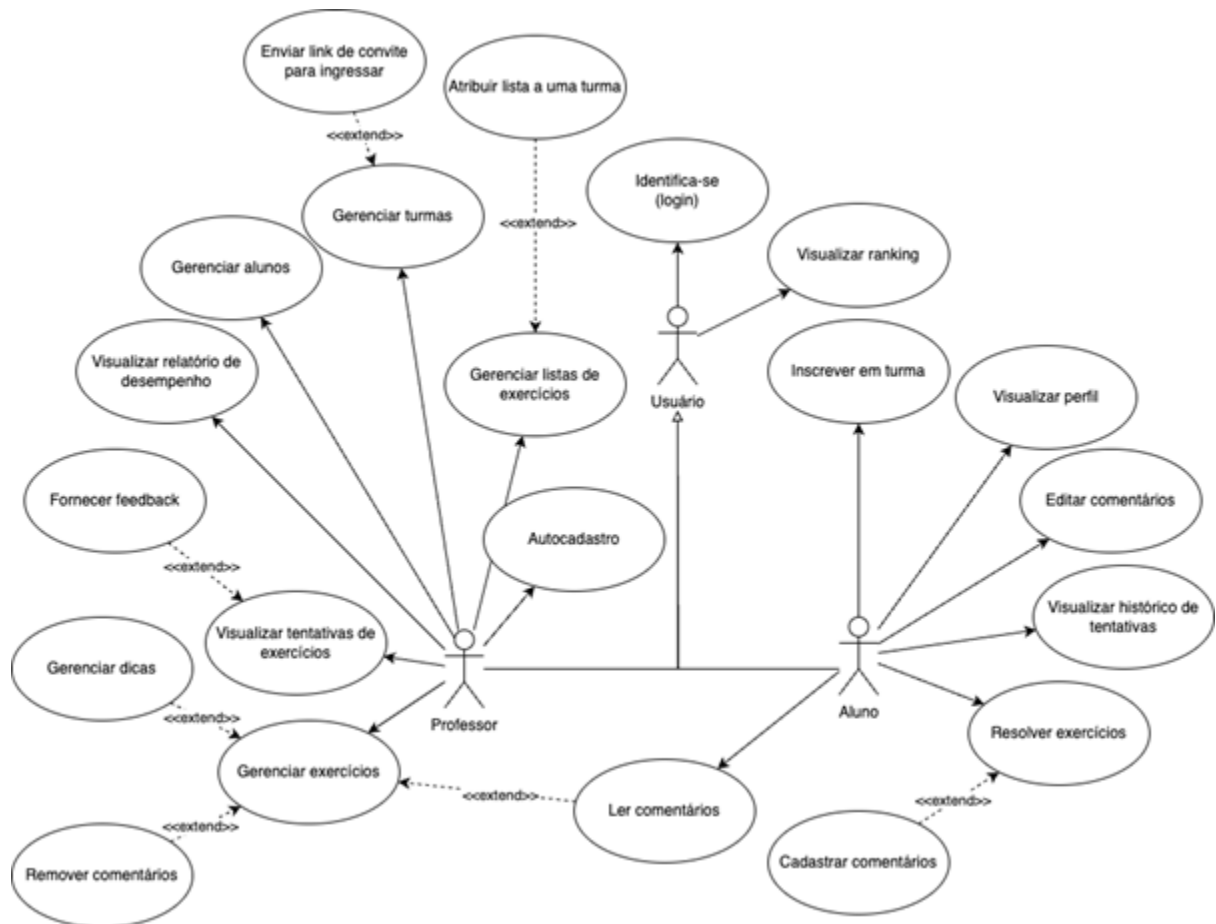 Enviar link de convite
para ingressar
Atribuir lista a uma turma
<<extend>>
Identifica-se
(login)
Gerenciar turmas
<<extend>>
Visualizar ranking
Gerenciar alunos
Visualizar relatório de
desempenho
Gerenciar listas de
exercícios
Inscrever em turma
Usuário
Visualizar perfil
Fornecer feedback
Editar comentários
Autocadastro
<<extend>>
Visualizar histórico de
tentativas
Visualizar tentativas de
exercícios
Gerenciar dicas
Professor
Aluno
<<extend>>
Resolver exercícios
Gerenciar exercícios
<<extend>>
Ler comentários
<<extend>>
<<extend>>
Remover comentários
Cadastrar comentários